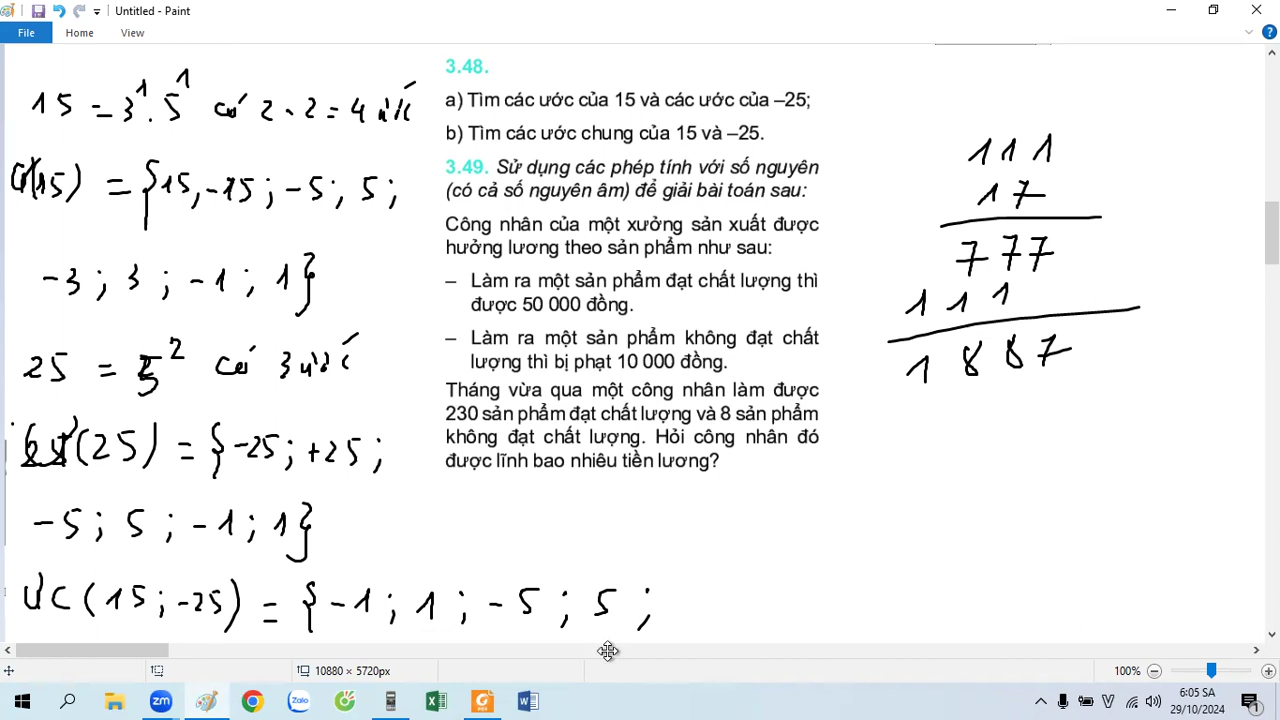 Untitled - Paint
File Home View
15 = 3^1 . 5^1 có 2 . 2 = 4 ước
Ư(15) = {15, -15 ; -5 ; 5 ;
-3 ; 3 ; -1 ; 1}
25 = 5^2 có 3 ước
(25) = {-25 ; +25 ;
-5 ; 5 ; -1 ; 1}
ƯC (15 ; -25) = { -1 ; 1 ; -5 ; 5 ;
3.48.
a) Tìm các ước của 15 và các ước của –25;
b) Tìm các ước chung của 15 và –25.
3.49. Sử dụng các phép tính với số nguyên
(có cả số nguyên âm) để giải bài toán sau:
Công nhân của một xưởng sản xuất được
hưởng lương theo sản phẩm như sau:
– Làm ra một sản phẩm đạt chất lượng thì
được 50 000 đồng.
– Làm ra một sản phẩm không đạt chất
lượng thì bị phạt 10 000 đồng.
Tháng vừa qua một công nhân làm được
230 sản phẩm đạt chất lượng và 8 sản phẩm
không đạt chất lượng. Hỏi công nhân đó
được lĩnh bao nhiêu tiền lương?
111
17
777
111
1887
10880 × 5720px
100%
zm
Zalo
6:05 SA
29/10/2024